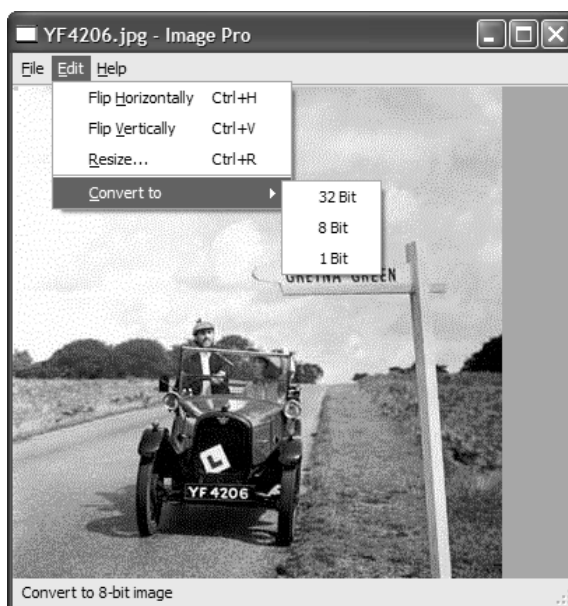 YF4206.jpg - Image Pro
File Edit Help
Flip Horizontally Ctrl+H
Flip Vertically Ctrl+V
Resize... Ctrl+R
Convert to
32 Bit
8 Bit
1 Bit
GRETNA GREEN
L
YF 4206
Convert to 8-bit image